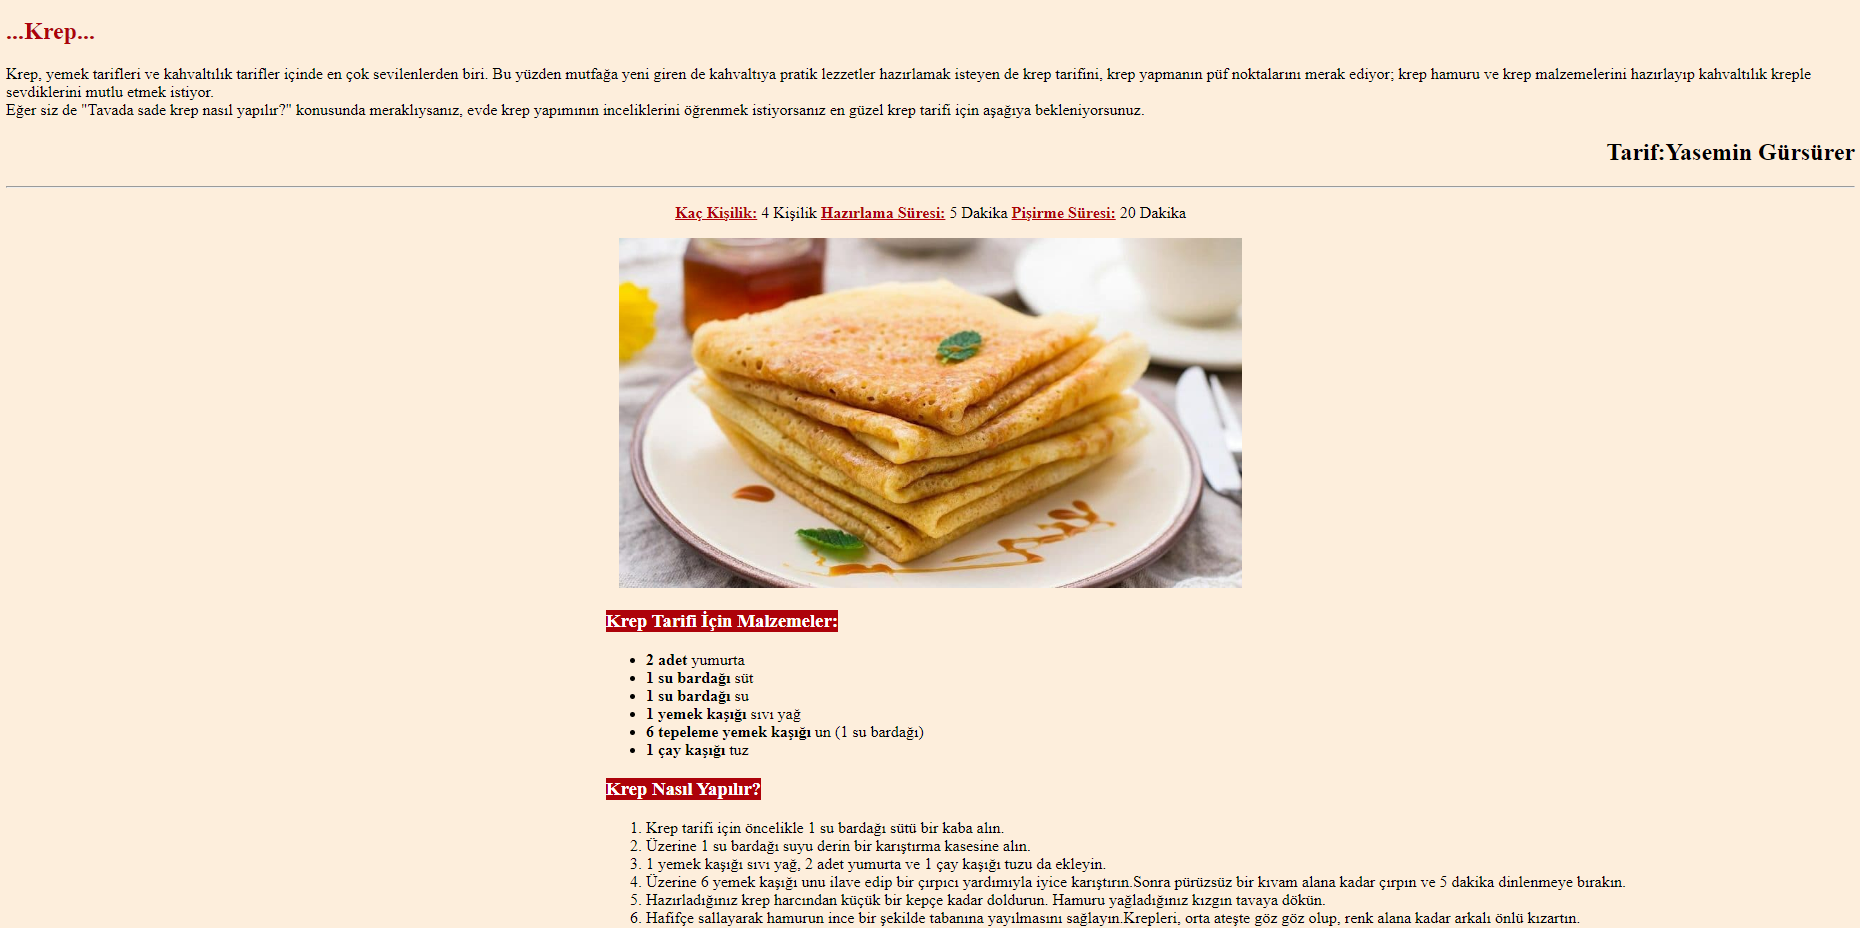 ...Krep...
Krep, yemek tarifleri ve kahvaltılık tarifler içinde en çok sevilenlerden biri. Bu yüzden mutfağa yeni giren de kahvaltıya pratik lezzetler hazırlamak isteyen de krep tarifini, krep yapmanın püf noktalarını merak ediyor; krep hamuru ve krep malzemelerini hazırlayıp kahvaltılık kreple
sevdiklerini mutlu etmek istiyor.
Eğer siz de "Tavada sade krep nasıl yapılır?" konusunda meraklıysanız, evde krep yapımının inceliklerini öğrenmek istiyorsanız en güzel krep tarifi için aşağıya bekleniyorsunuz.
Tarif:Yasemin Gürsürer
Kaç Kişilik: 4 Kişilik Hazırlama Süresi: 5 Dakika Pişirme Süresi: 20 Dakika
Krep Tarifi İçin Malzemeler:
• 2 adet yumurta
• 1 su bardağı süt
• 1 su bardağı su
• 1 yemek kaşığı sıvı yağ
• 6 tepeleme yemek kaşığı un (1 su bardağı)
• 1 çay kaşığı tuz
Krep Nasıl Yapılır?
1. Krep tarifi için öncelikle 1 su bardağı sütü bir kaba alın.
2. Üzerine 1 su bardağı suyu derin bir karıştırma kasesine alın.
3. 1 yemek kaşığı sıvı yağ, 2 adet yumurta ve 1 çay kaşığı tuzu da ekleyin.
4. Üzerine 6 yemek kaşığı unu ilave edip bir çırpıcı yardımıyla iyice karıştırın.Sonra pürüzsüz bir kıvam alana kadar çırpın ve 5 dakika dinlenmeye bırakın.
5. Hazırladığınız krep harcından küçük bir kepçe kadar doldurun. Hamuru yağladığınız kızgın tavaya dökün.
6. Hafifçe sallayarak hamurun ince bir şekilde tabanına yayılmasını sağlayın.Krepleri, orta ateşte göz göz olup, renk alana kadar arkalı önlü kızartın.